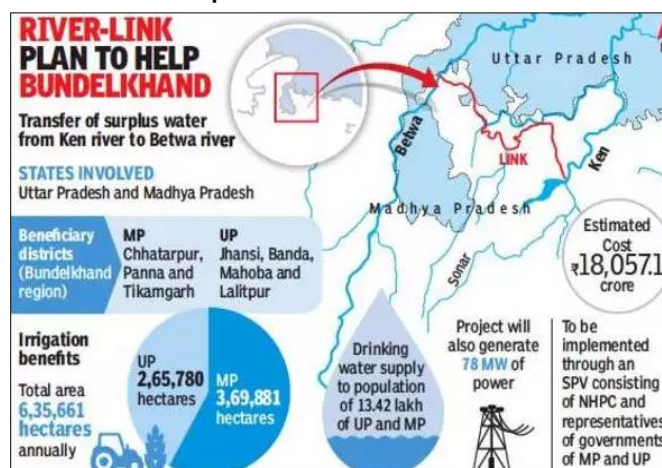 RIVER-LINK
PLAN TO HELP
BUNDELKHAND
Transfer of surplus water
from Ken river to Betwa river
STATES INVOLVED
Uttar Pradesh and Madhya Pradesh
Beneficiary
districts
(Bundelkhand
region)
MP
Chhatarpur,
Panna and
Tikamgarh
UP
Jhansi, Banda,
Mahoba and
Lalitpur
Irrigation
benefits
Total area
6,35,661
hectares
annually
UP
2,65,780
hectares
MP
3,69,881
hectares
Uttar Pradesh
Betwa
LINK
Ken
Madhya Pradesh
Sonar
Estimated
Cost
₹18,057.1
crore
Drinking
water supply
to population
of 13.42 lakh
of UP and MP
Project will
also generate
78 MW of
power
To be
implemented
through an
SPV consisting
of NHPC and
representatives
of governments
of MP and UP